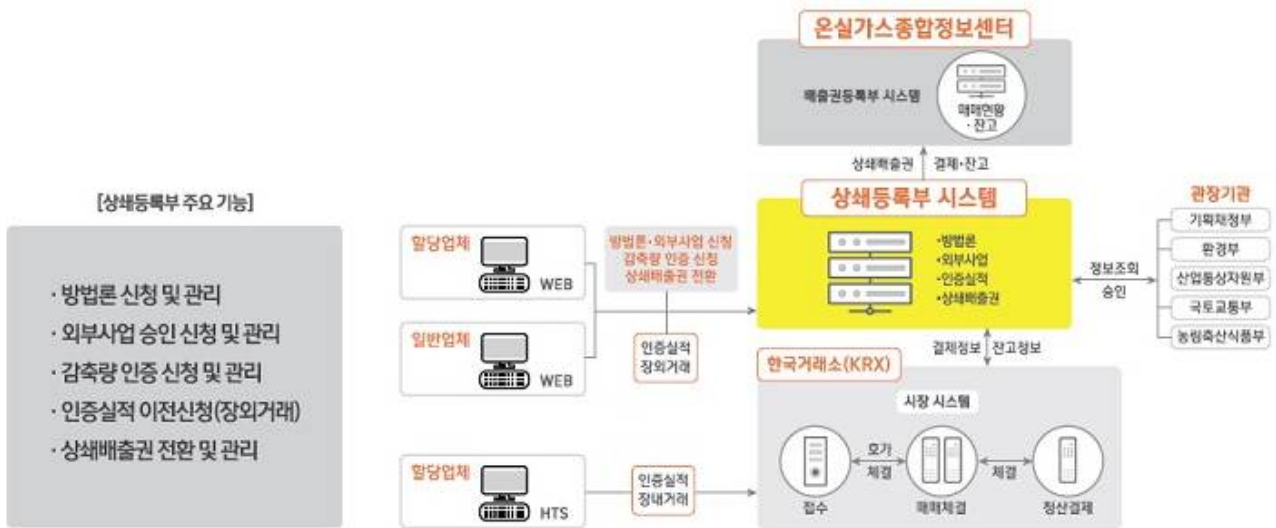 [상쇄등록부 주요 기능]
· 방법론 신청 및 관리
· 외부사업 승인 신청 및 관리
· 감축량 인증 신청 및 관리
· 인증실적 이전신청(장외거래)
· 상쇄배출권 전환 및 관리
온실가스종합정보센터
배출권등록부 시스템
매매현황
· 잔고
상쇄배출권
결제·잔고
상쇄등록부 시스템
·방법론
·외부사업
·인증실적
·상쇄배출권
할당업체
WEB
일반업체
WEB
방법론·외부사업 신청
감축량 인증 신청
상쇄배출권 전환
인증실적
장외거래
정보조회
승인
관장기관
기획재정부
환경부
산업통상자원부
국토교통부
농림축산식품부
결제정보
잔고정보
한국거래소(KRX)
시장 시스템
호가
체결
체결
접수
매매체결
청산결제
할당업체
HTS
인증실적
장내거래